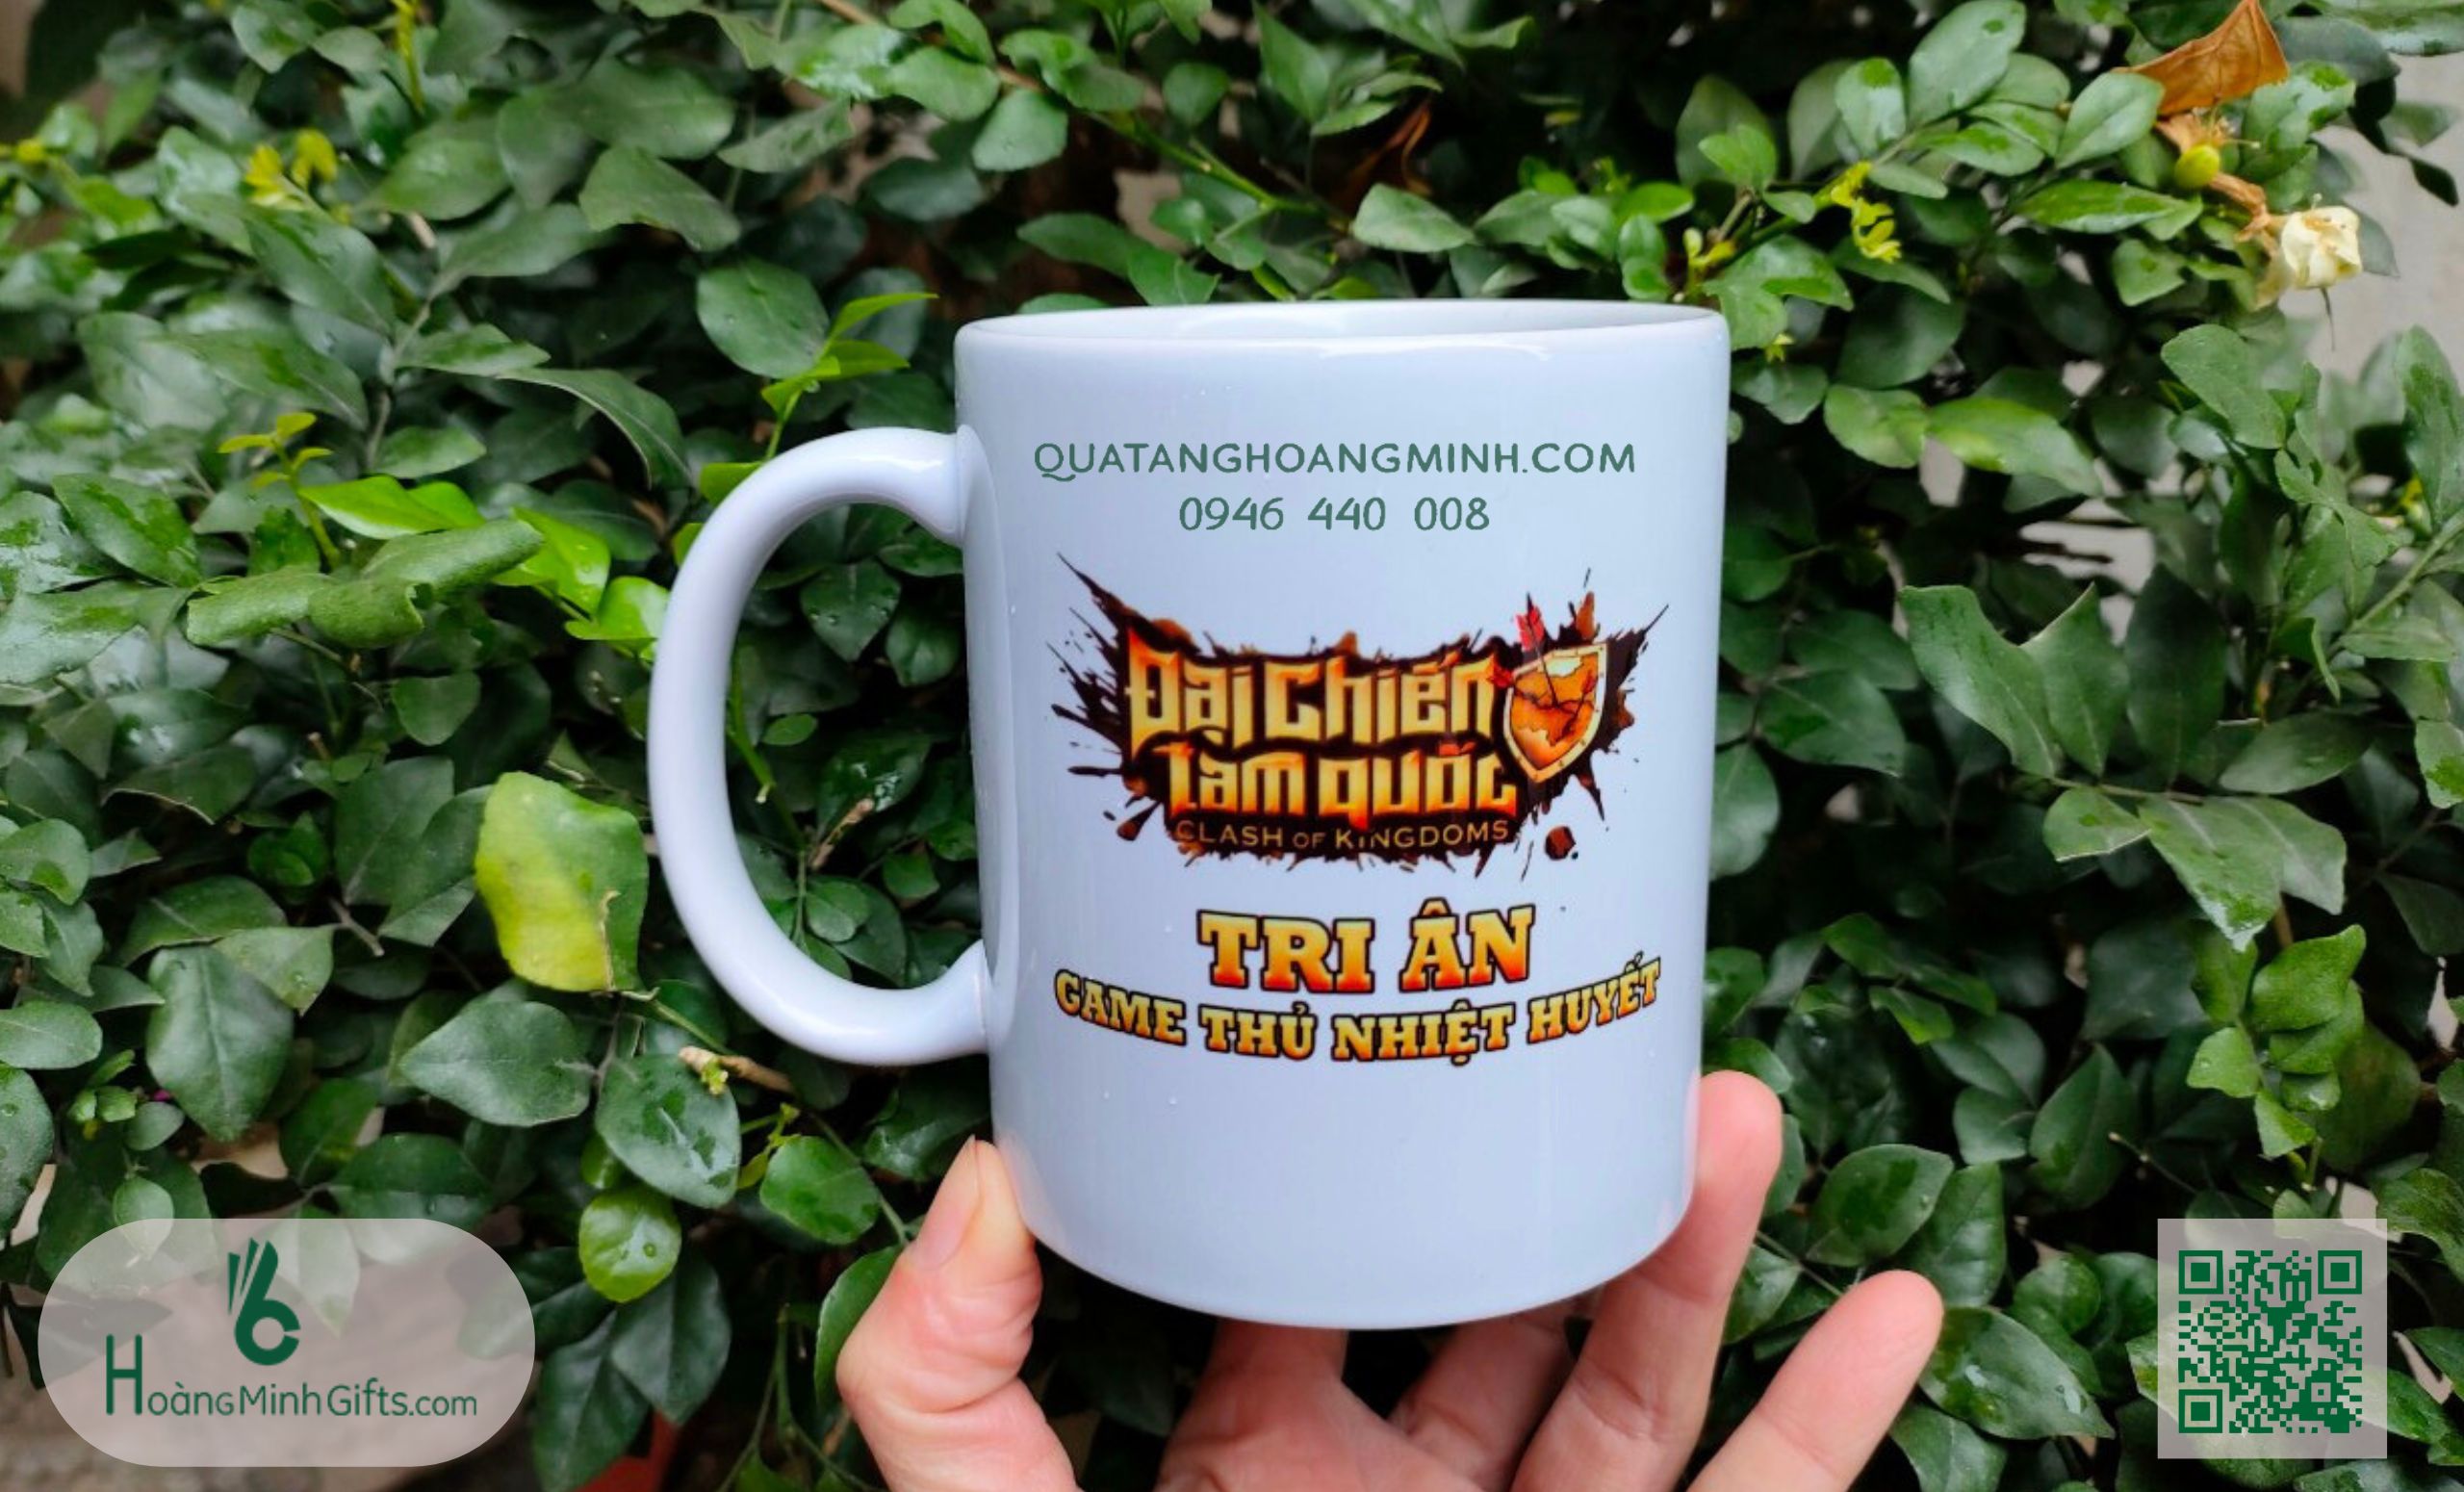 QUATANGHOANGMINH.COM
0946 440 008
Đại Chiến
Tam Quốc
CLASH OF KINGDOMS
TRI ÂN
GAME THỦ NHIỆT HUYẾT
HoàngMinhGifts.com